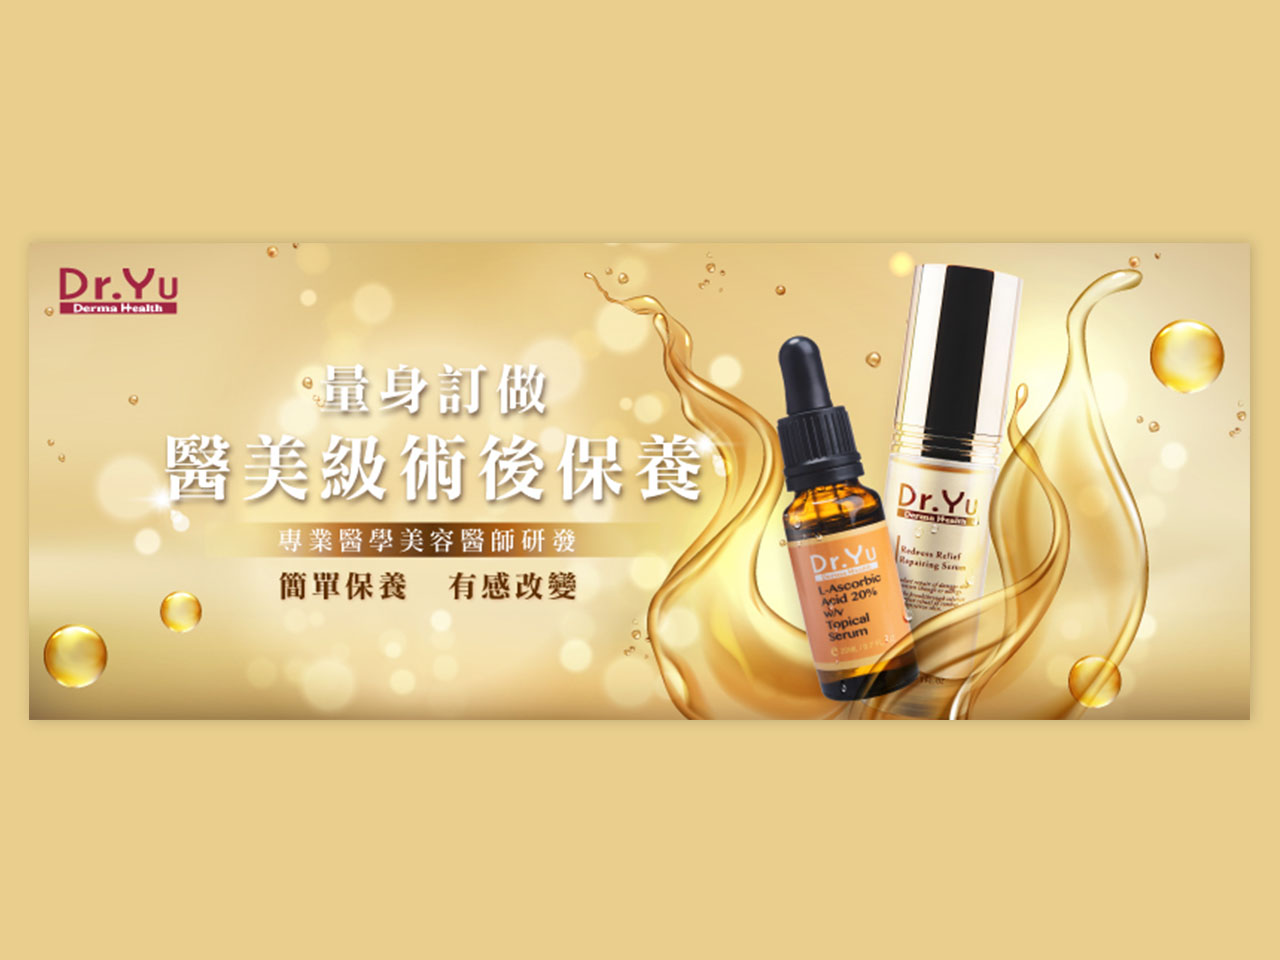 Dr.Yu
Derma Health
量身訂做
醫美級術後保養
專業醫學美容醫師研發
簡單保養 有感改變
Dr.Yu
Derma Health
L-Ascorbic
Acid 20%
w/v
Topical
Serum
Dr.Yu
Derma Health
Redness Relief
Repairing Serum